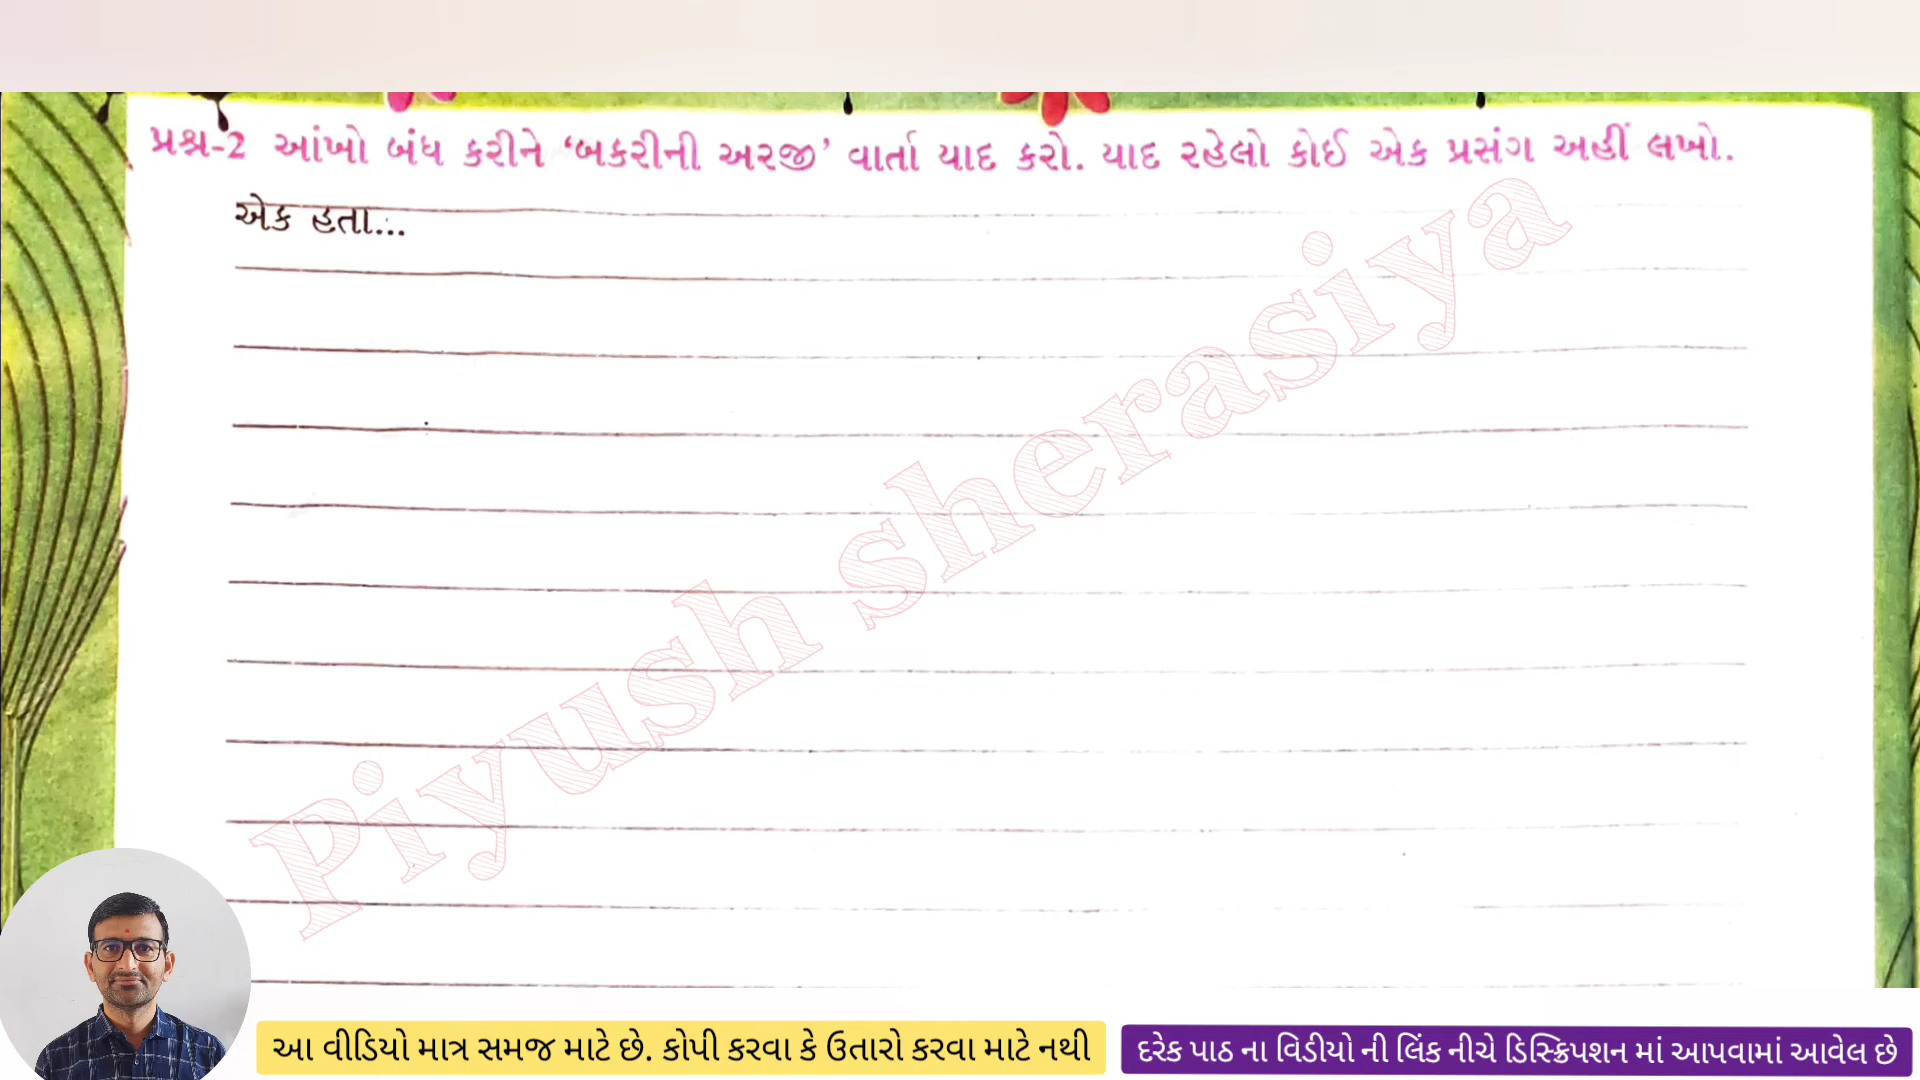 પ્રશ્ન-2 આંખો બંધ કરીને ‘બકરીની અરજી’ વાર્તા યાદ કરો. યાદ રહેલો કોઈ એક પ્રસંગ અહીં લખો.
એક હતા...
Piyush sherasiya
આ વીડિયો માત્ર સમજ માટે છે. કોપી કરવા કે ઉતારો કરવા માટે નથી
દરેક પાઠ ના વિડીયો ની લિંક નીચે ડિસ્ક્રિપશન માં આપવામાં આવેલ છે